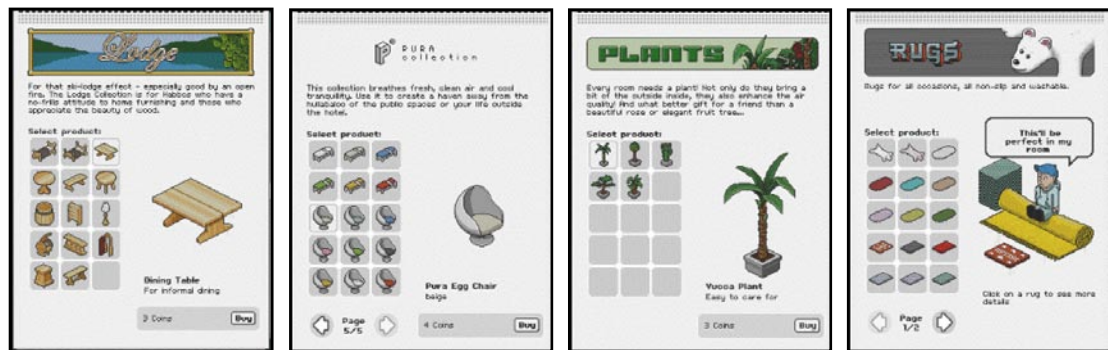 Lodge
For that ski-lodge effect - especially good by an open
fire. The Lodge Collection is for Habbos who have a
no-frills attitude to home furnishing and those who
appreciate the beauty of wood.
Select product:
Dining Table
For informal dining
3 Coins
Buy
PURA
collection
This collection breathes fresh, clean air and cool
tranquility. Use it to create a haven away from the
hullabaloo of the public spaces or your life outside
the hotel.
Select product:
Pura Egg Chair
beige
Page
5/5
4 Coins
Buy
PLANTS
Every room needs a plant! Not only do they bring a
bit of the outside inside, they also enhance the air
quality! And what better gift for a friend than a
beautiful rose or elegant fruit tree...
Select product:
Yucca Plant
Easy to care for
3 Coins
Buy
RUGS
Rugs for all occasions, all non-slip and washable.
Select product:
This'll be
perfect in my
room
Click on a rug to see more
details
Page
1/2